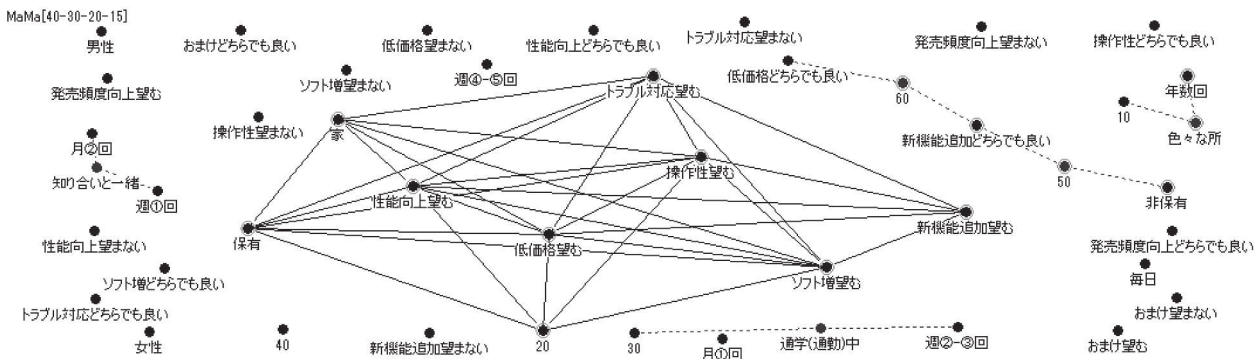 MaMa[40-30-20-15]
男性
おまけどちらでも良い
低価格望まない
性能向上どちらでも良い
トラブル対応望まない
発売頻度向上望まない
操作性どちらでも良い
発売頻度向上望む
ソフト増望まない
週④-⑤回
トラブル対応望む
低価格どちらでも良い
60
年数回
月②回
操作性望まない
家
新機能追加どちらでも良い
10
色々な所
知り合いと一緒
週①回
性能向上望む
操作性望む
50
非保有
性能向上望まない
保有
低価格望む
新機能追加望む
発売頻度向上どちらでも良い
ソフト増どちらでも良い
ソフト増望む
毎日
トラブル対応どちらでも良い
おまけ望まない
女性
40
新機能追加望まない
20
30
月①回
通学(通勤)中
週②-③回
おまけ望む